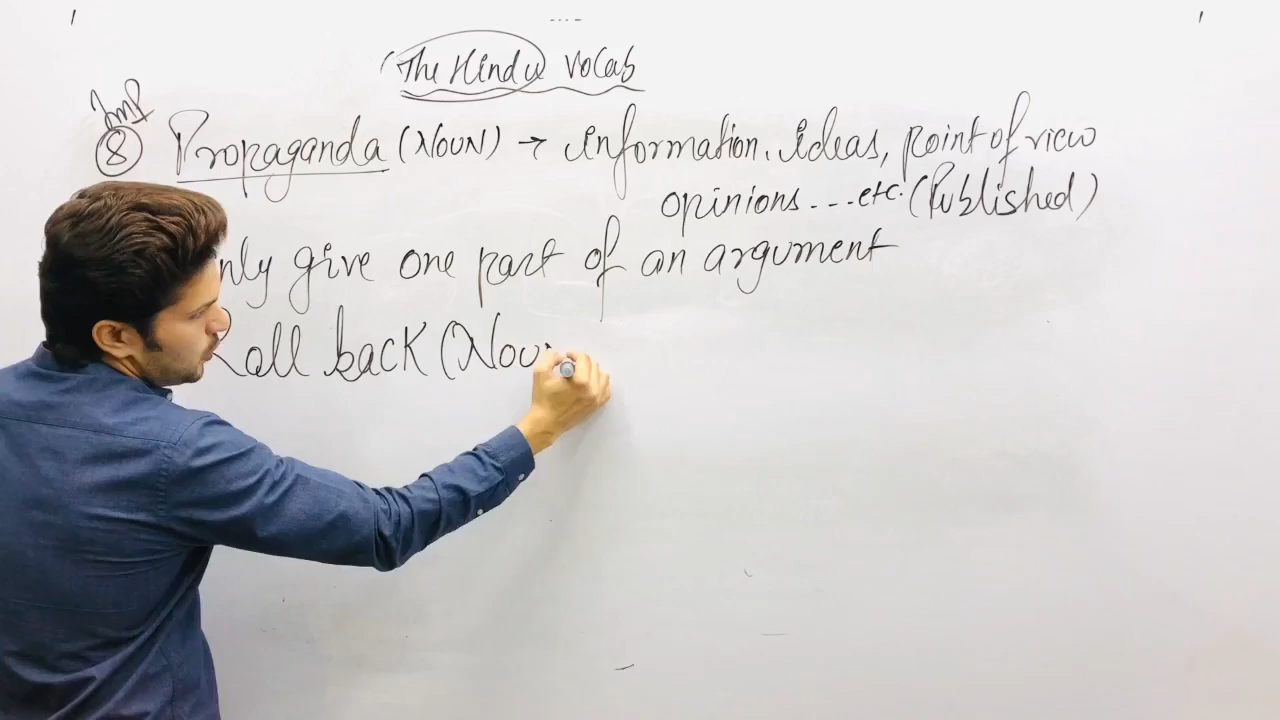 The Hindu Vocab
Imp
8 Propaganda (Noun) → information, ideas, point of view
opinions ... etc. (Published)
nly give one part of an argument
Roll back (Noun